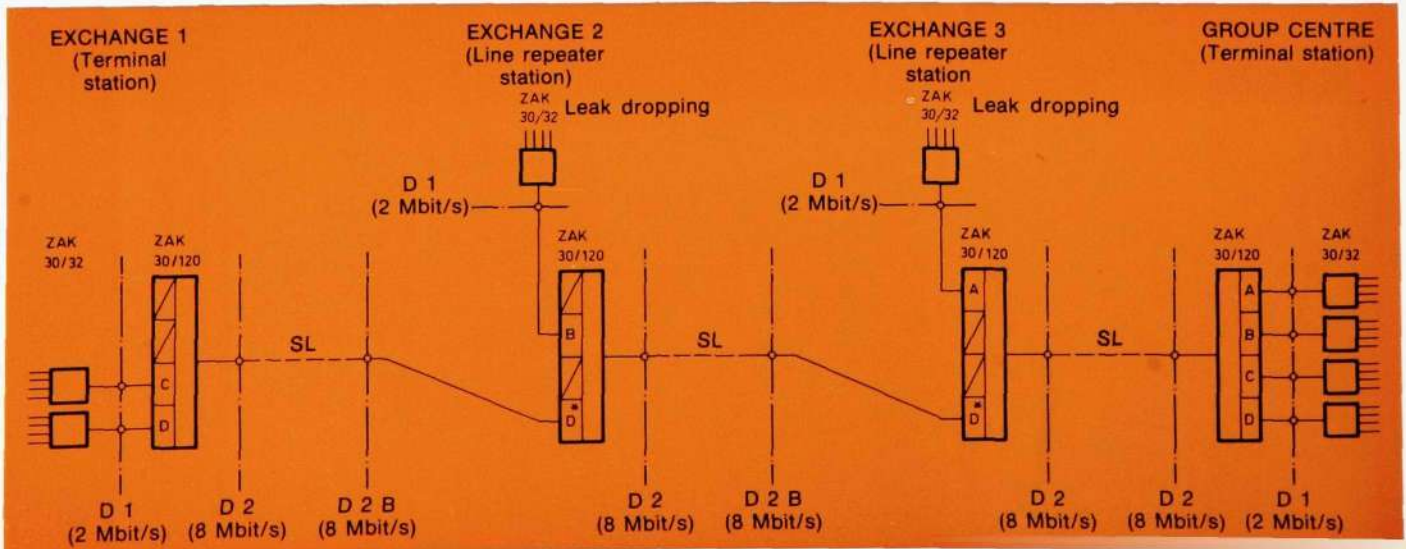 EXCHANGE 1
(Terminal
station)
EXCHANGE 2
(Line repeater
station)
ZAK
30/32
Leak dropping
EXCHANGE 3
(Line repeater
station
ZAK
30/32
Leak dropping
GROUP CENTRE
(Terminal station)
D 1
(2 Mbit/s)
D 1
(2 Mbit/s)
ZAK
30/32
ZAK
30/120
ZAK
30/120
ZAK
30/120
ZAK
30/120
ZAK
30/32
C
D
SL
B
D*
SL
A
D*
SL
A
B
C
D
D 1
(2 Mbit/s)
D 2
(8 Mbit/s)
D 2 B
(8 Mbit/s)
D 2
(8 Mbit/s)
D 2 B
(8 Mbit/s)
D 2
(8 Mbit/s)
D 2
(8 Mbit/s)
D 1
(2 Mbit/s)